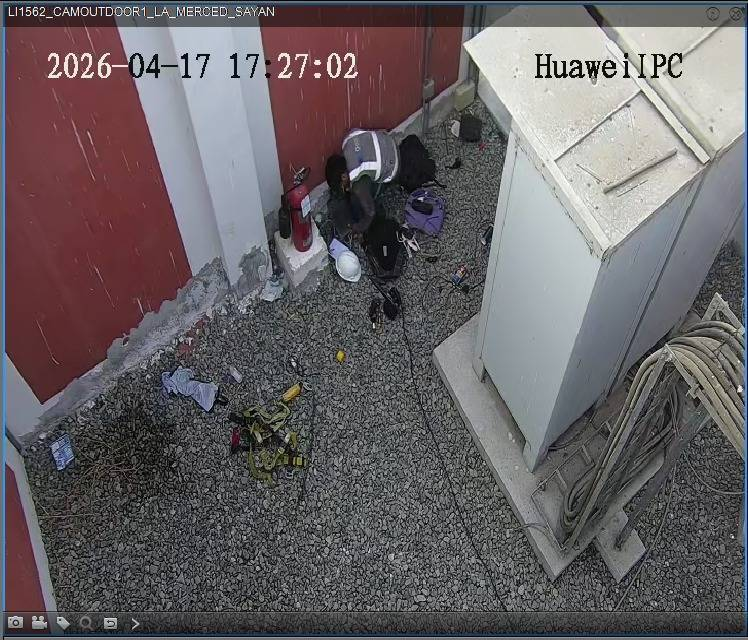 LI1562_CAMOUTDOOR1_LA_MERCED_SAYAN
2026-04-17 17:27:02
HuaweiIPC